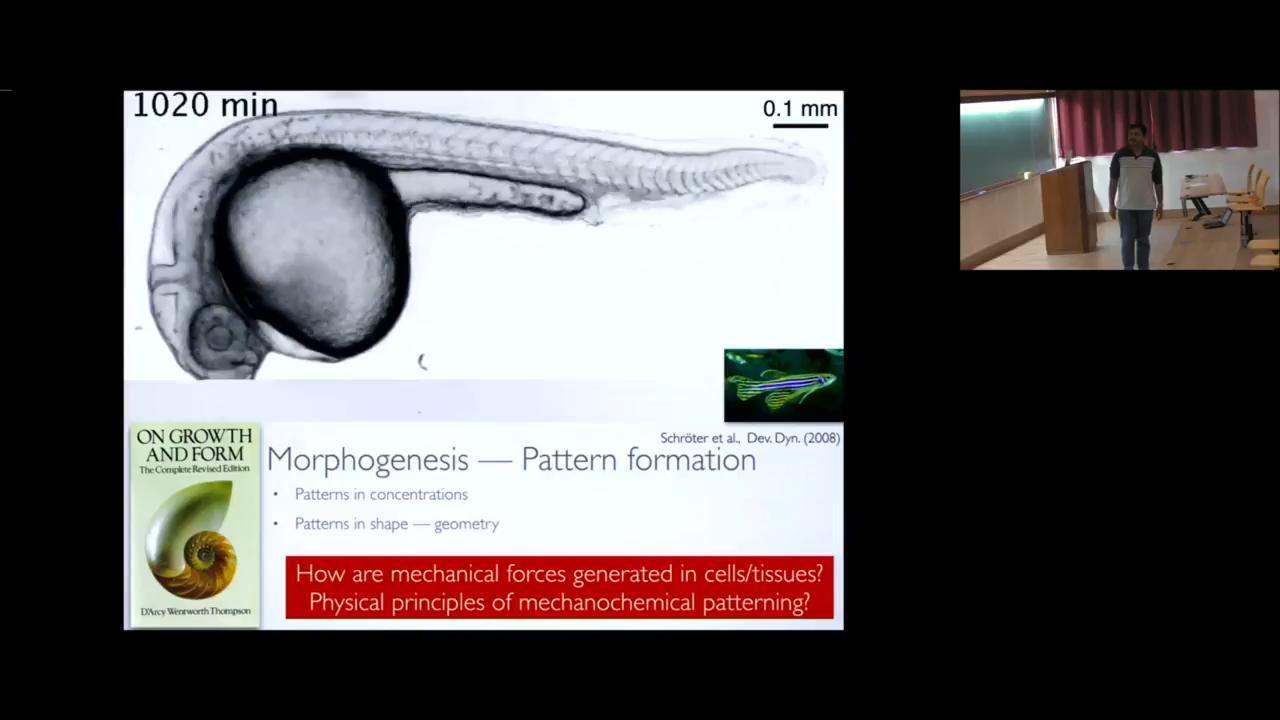 1020 min
0.1 mm
Schröter et al., Dev. Dyn. (2008)
ON GROWTH
AND FORM
The Complete Revised Edition
D'Arcy Wentworth Thompson
Morphogenesis — Pattern formation
• Patterns in concentrations
• Patterns in shape — geometry
How are mechanical forces generated in cells/tissues?
Physical principles of mechanochemical patterning?